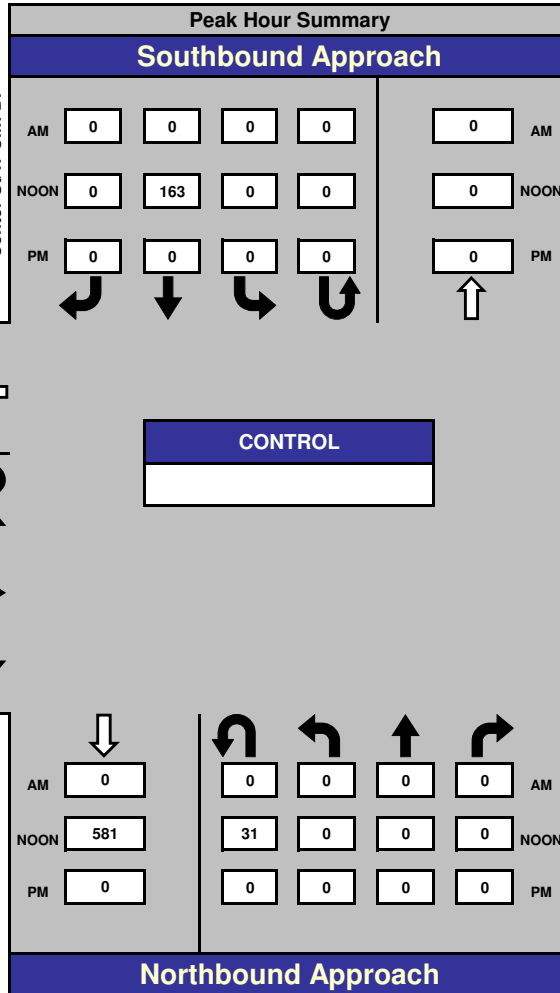 Peak Hour Summary
Southbound Approach
AM 0 0 0 0 0 AM
NOON 0 163 0 0 0 NOON
PM 0 0 0 0 0 PM
CONTROL
AM 0 0 0 0 0 AM
NOON 581 31 0 0 0 NOON
PM 0 0 0 0 0 PM
Northbound Approach